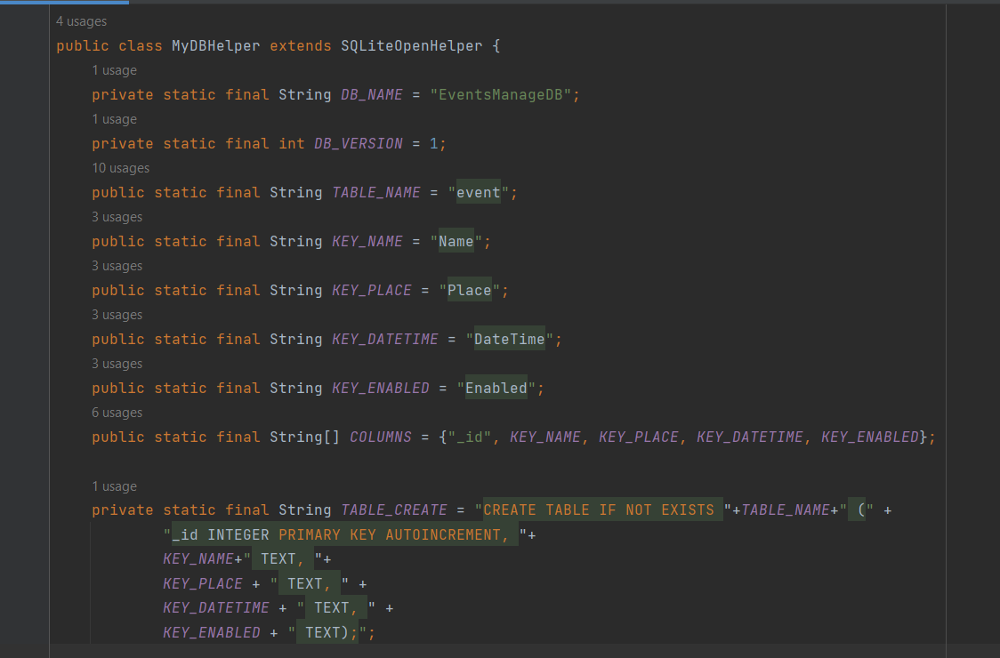 4 usages
public class MyDBHelper extends SQLiteOpenHelper {
1 usage
private static final String DB_NAME = "EventsManageDB";
1 usage
private static final int DB_VERSION = 1;
10 usages
public static final String TABLE_NAME = "event";
3 usages
public static final String KEY_NAME = "Name";
3 usages
public static final String KEY_PLACE = "Place";
3 usages
public static final String KEY_DATETIME = "DateTime";
3 usages
public static final String KEY_ENABLED = "Enabled";
6 usages
public static final String[] COLUMNS = {"_id", KEY_NAME, KEY_PLACE, KEY_DATETIME, KEY_ENABLED};
1 usage
private static final String TABLE_CREATE = "CREATE TABLE IF NOT EXISTS "+TABLE_NAME+" (" +
"_id INTEGER PRIMARY KEY AUTOINCREMENT, "+
KEY_NAME+" TEXT, "+
KEY_PLACE + " TEXT, " +
KEY_DATETIME + " TEXT, " +
KEY_ENABLED + " TEXT);";